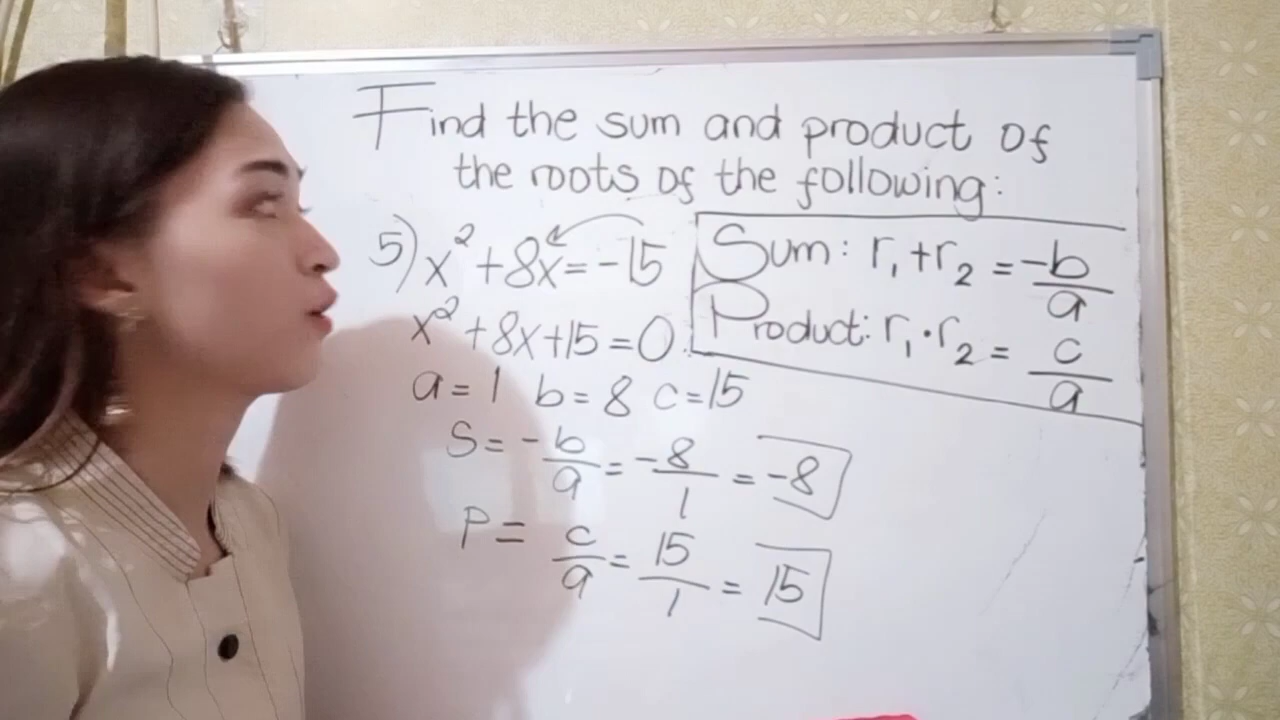 Find the sum and product of
the roots of the following:
5) x² + 8x = -15
x² + 8x + 15 = 0
a = 1 b = 8 c = 15
S = -b/a = -8/1 = -8
P = c/a = 15/1 = 15
Sum: r₁ + r₂ = -b/a
Product: r₁ · r₂ = c/a